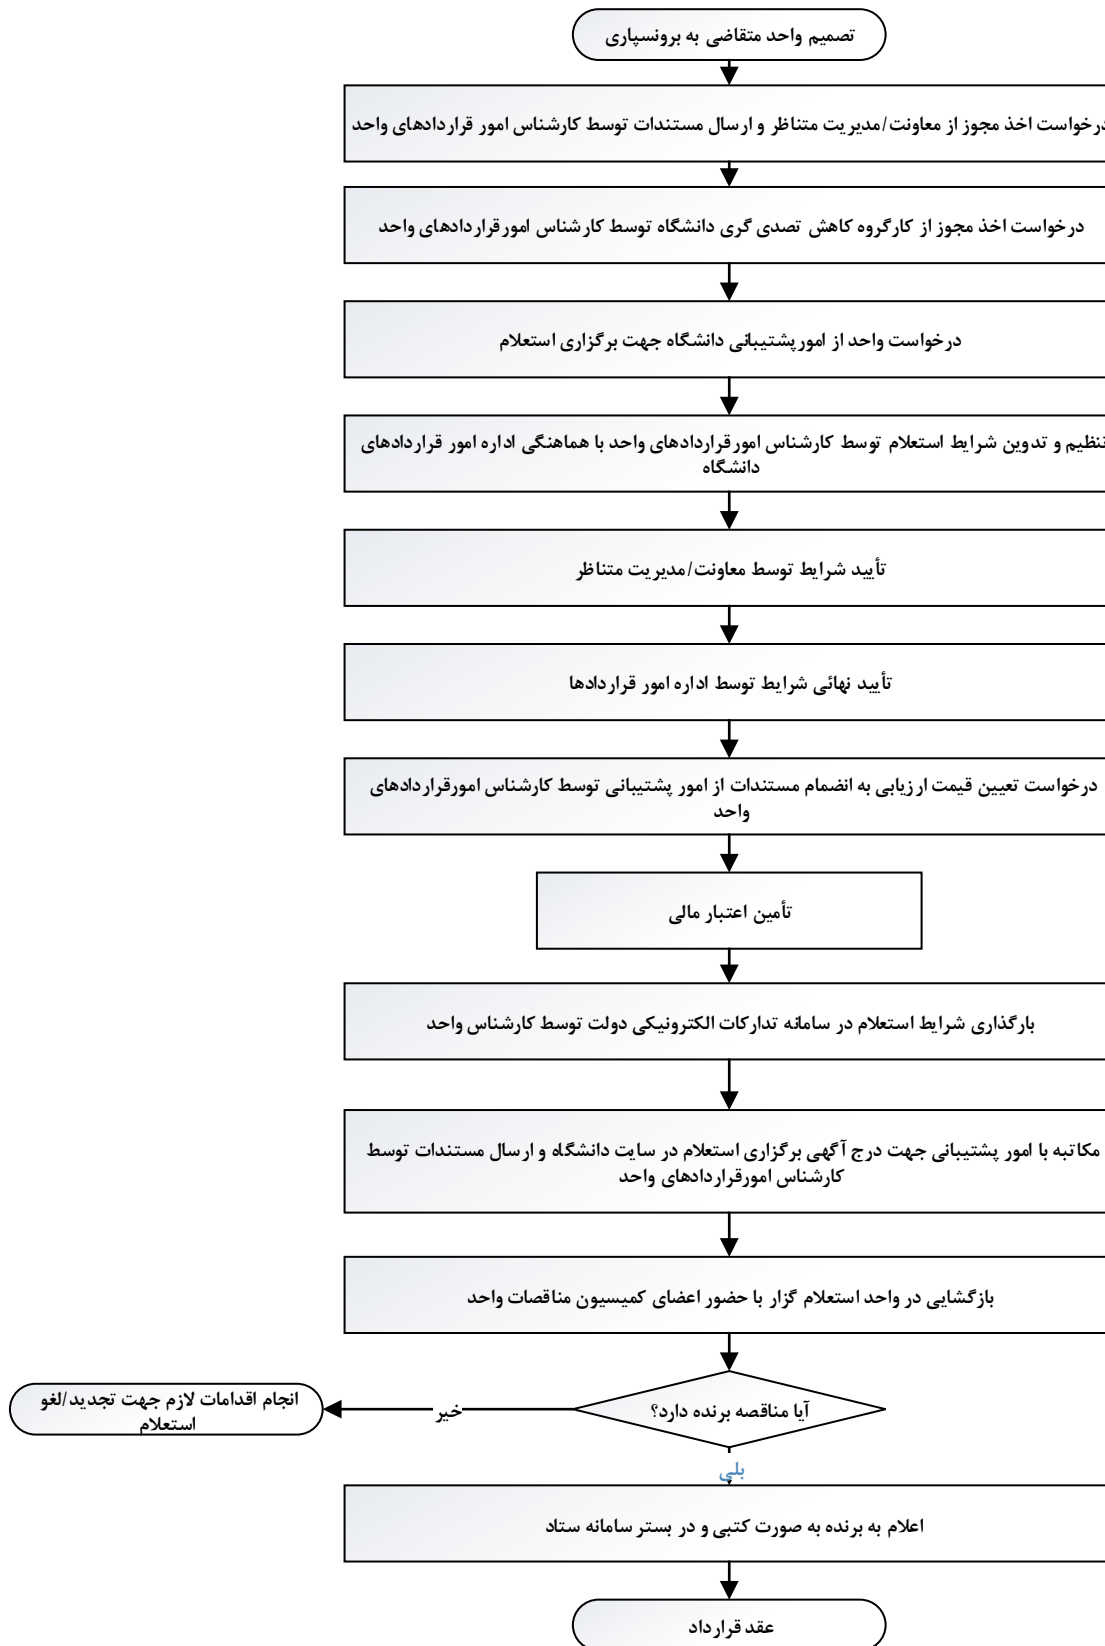 تصمیم واحد متقاضی به برونسپاری
درخواست اخذ مجوز از معاونت/مدیریت متناظر و ارسال مستندات توسط کارشناس امور قراردادهای واحد
درخواست اخذ مجوز از کارگروه کاهش تصدی گری دانشگاه توسط کارشناس امورقراردادهای واحد
درخواست واحد از امورپشتیبانی دانشگاه جهت برگزاری استعلام
تنظیم و تدوین شرایط استعلام توسط کارشناس امورقراردادهای واحد با هماهنگی اداره امور قراردادهای
دانشگاه
تأیید شرایط توسط معاونت/مدیریت متناظر
تأیید نهائی شرایط توسط اداره امور قراردادها
درخواست تعیین قیمت ارزیابی به انضمام مستندات از امور پشتیبانی توسط کارشناس امورقراردادهای
واحد
تأمین اعتبار مالی
بارگذاری شرایط استعلام در سامانه تدارکات الکترونیکی دولت توسط کارشناس واحد
مکاتبه با امور پشتیبانی جهت درج آگهی برگزاری استعلام در سایت دانشگاه و ارسال مستندات توسط
کارشناس امورقراردادهای واحد
بازگشایی در واحد استعلام گزار با حضور اعضای کمیسیون مناقصات واحد
آیا مناقصه برنده دارد؟
خیر
انجام اقدامات لازم جهت تجدید/لغو
استعلام
بلی
اعلام به برنده به صورت کتبی و در بستر سامانه ستاد
عقد قرارداد